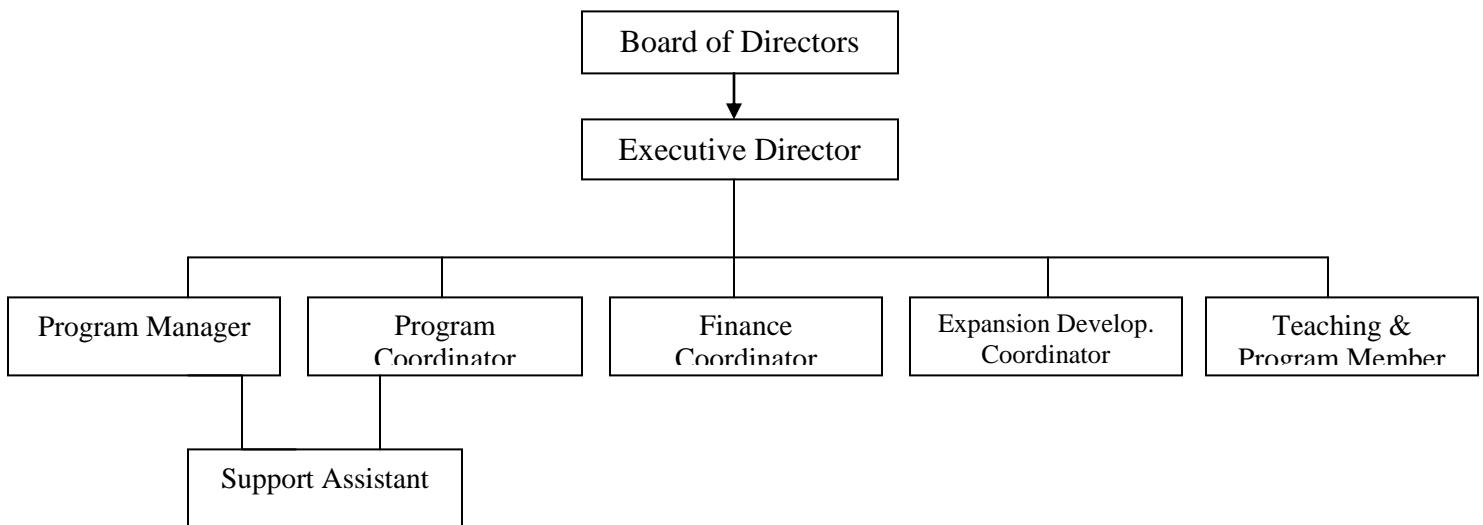 Board of Directors
Executive Director
Program Manager
Program
Coordinator
Finance
Coordinator
Expansion Develop.
Coordinator
Teaching &
Program Member
Support Assistant